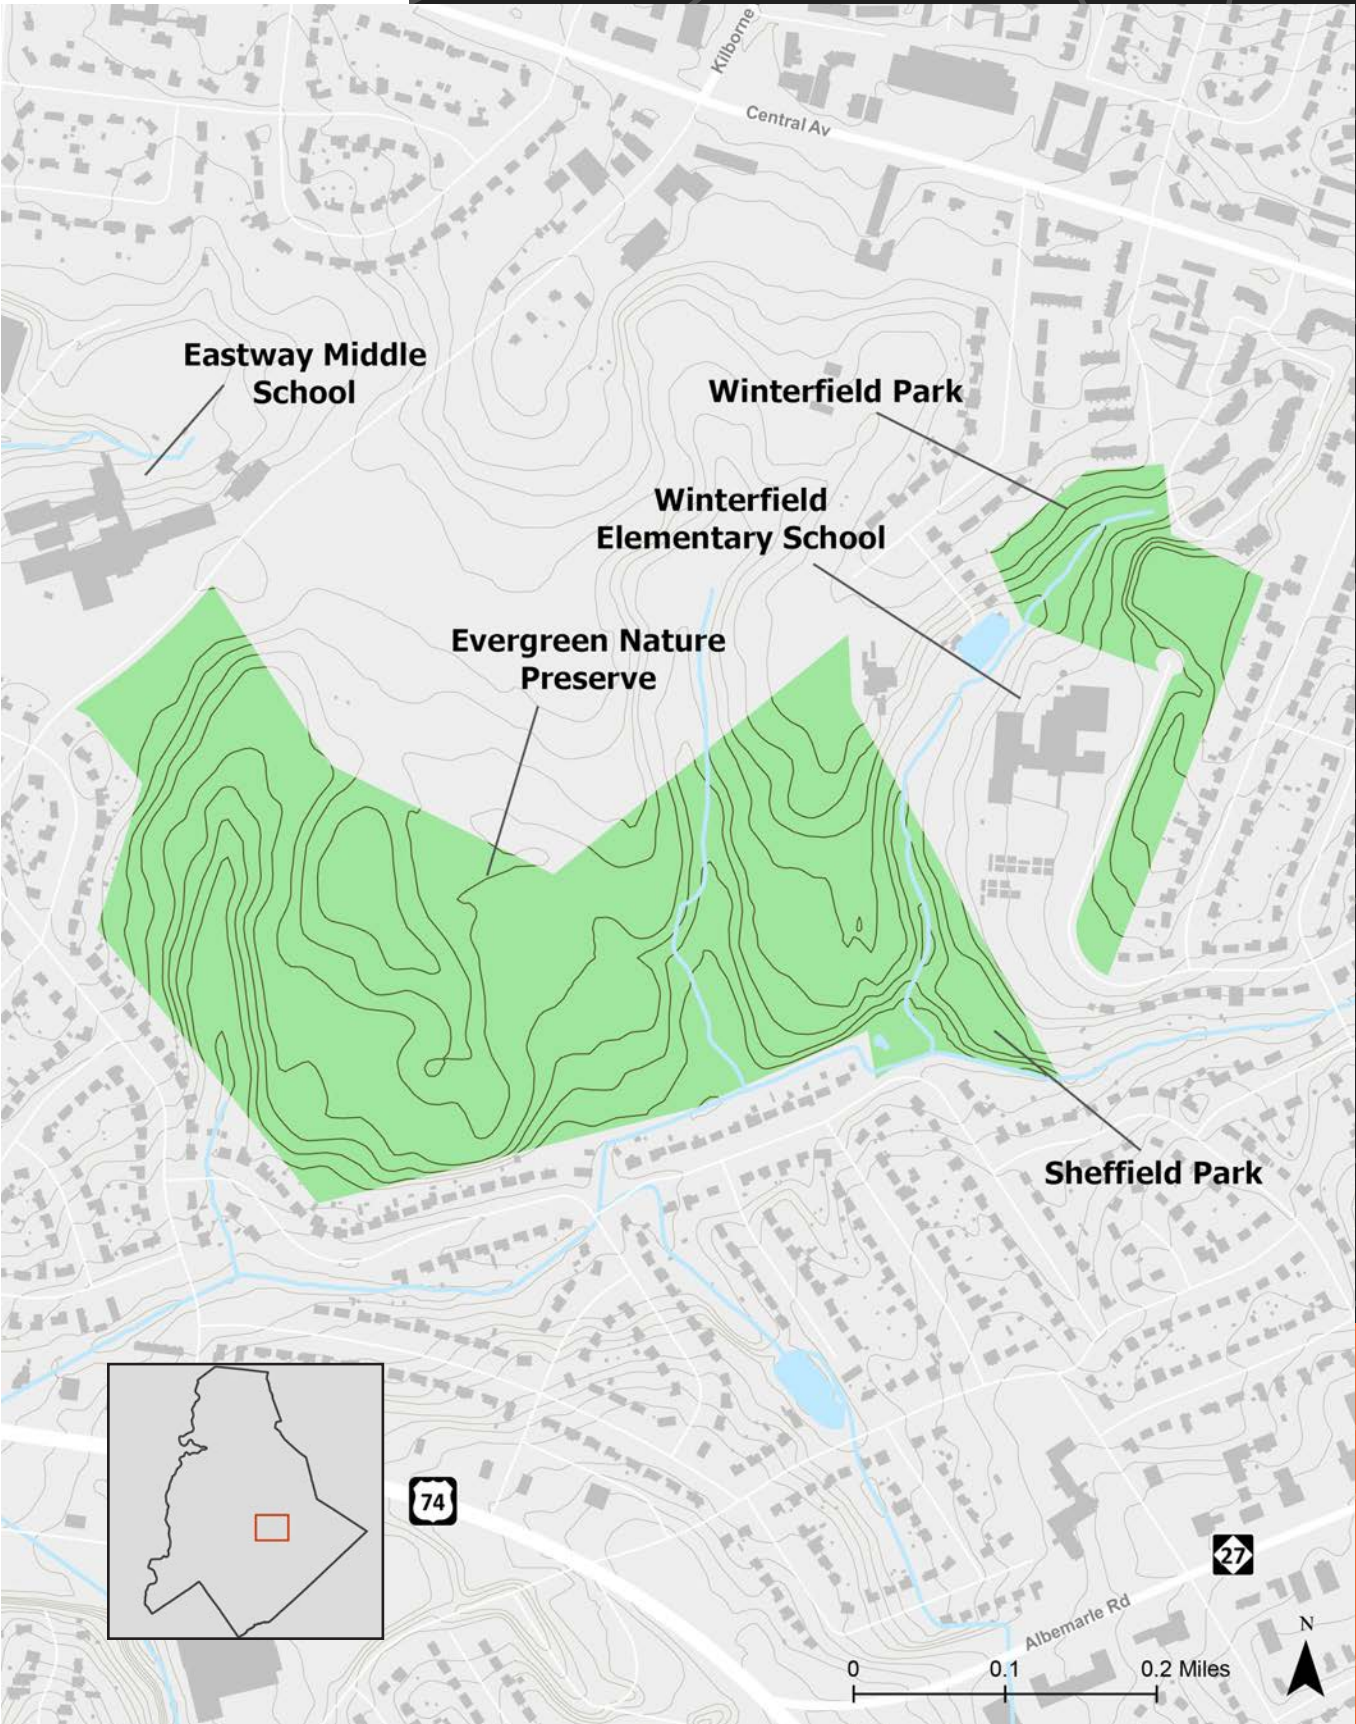 Kilborne
Central Av
Eastway Middle
School
Winterfield Park
Winterfield
Elementary School
Evergreen Nature
Preserve
Sheffield Park
74
27
Albemarle Rd
N
0 0.1 0.2 Miles